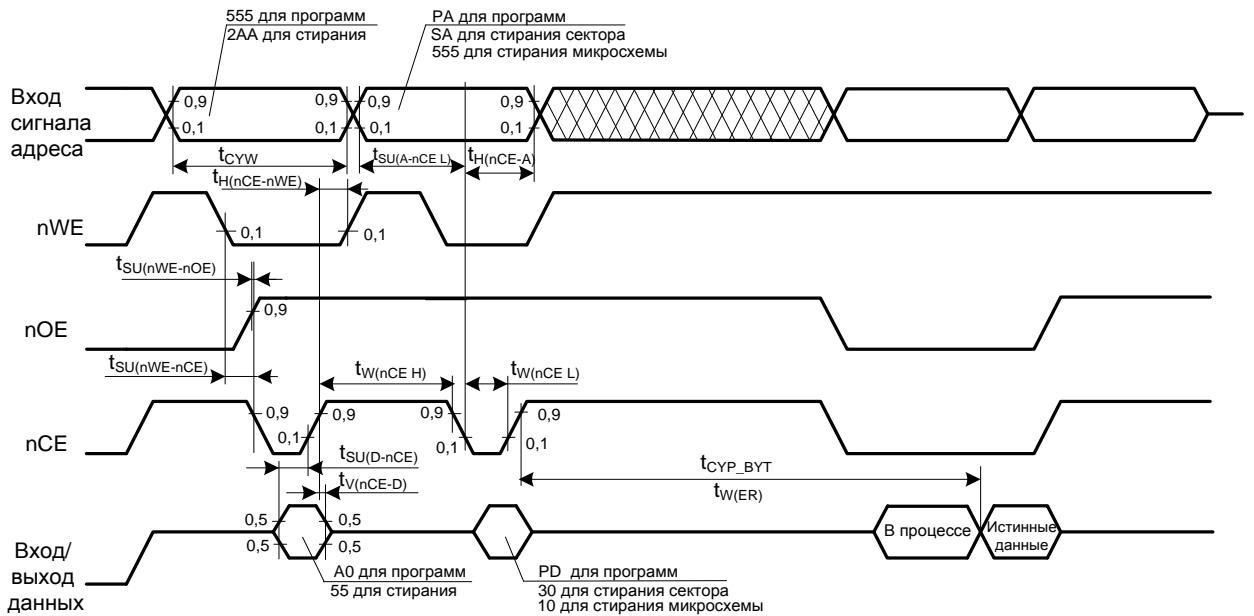 555 для программ
2AA для стирания
PA для программ
SA для стирания сектора
555 для стирания микросхемы
Вход
сигнала
адреса
0,9
0,1
0,9
0,1
0,9
0,1
0,9
0,1
tCYW
tSU(A-nCE L)
tH(nCE-A)
tH(nCE-nWE)
nWE
0,1
0,1
tSU(nWE-nOE)
nOE
0,9
tSU(nWE-nCE)
tW(nCE H)
tW(nCE L)
nCE
0,9
0,1
0,9
0,9
0,1
0,9
0,1
tSU(D-nCE)
tV(nCE-D)
tCYP_BYT
tW(ER)
Вход/
выход
данных
0,5
0,5
0,5
0,5
В процессе
Истинные
данные
A0 для программ
55 для стирания
PD для программ
30 для стирания сектора
10 для стирания микросхемы